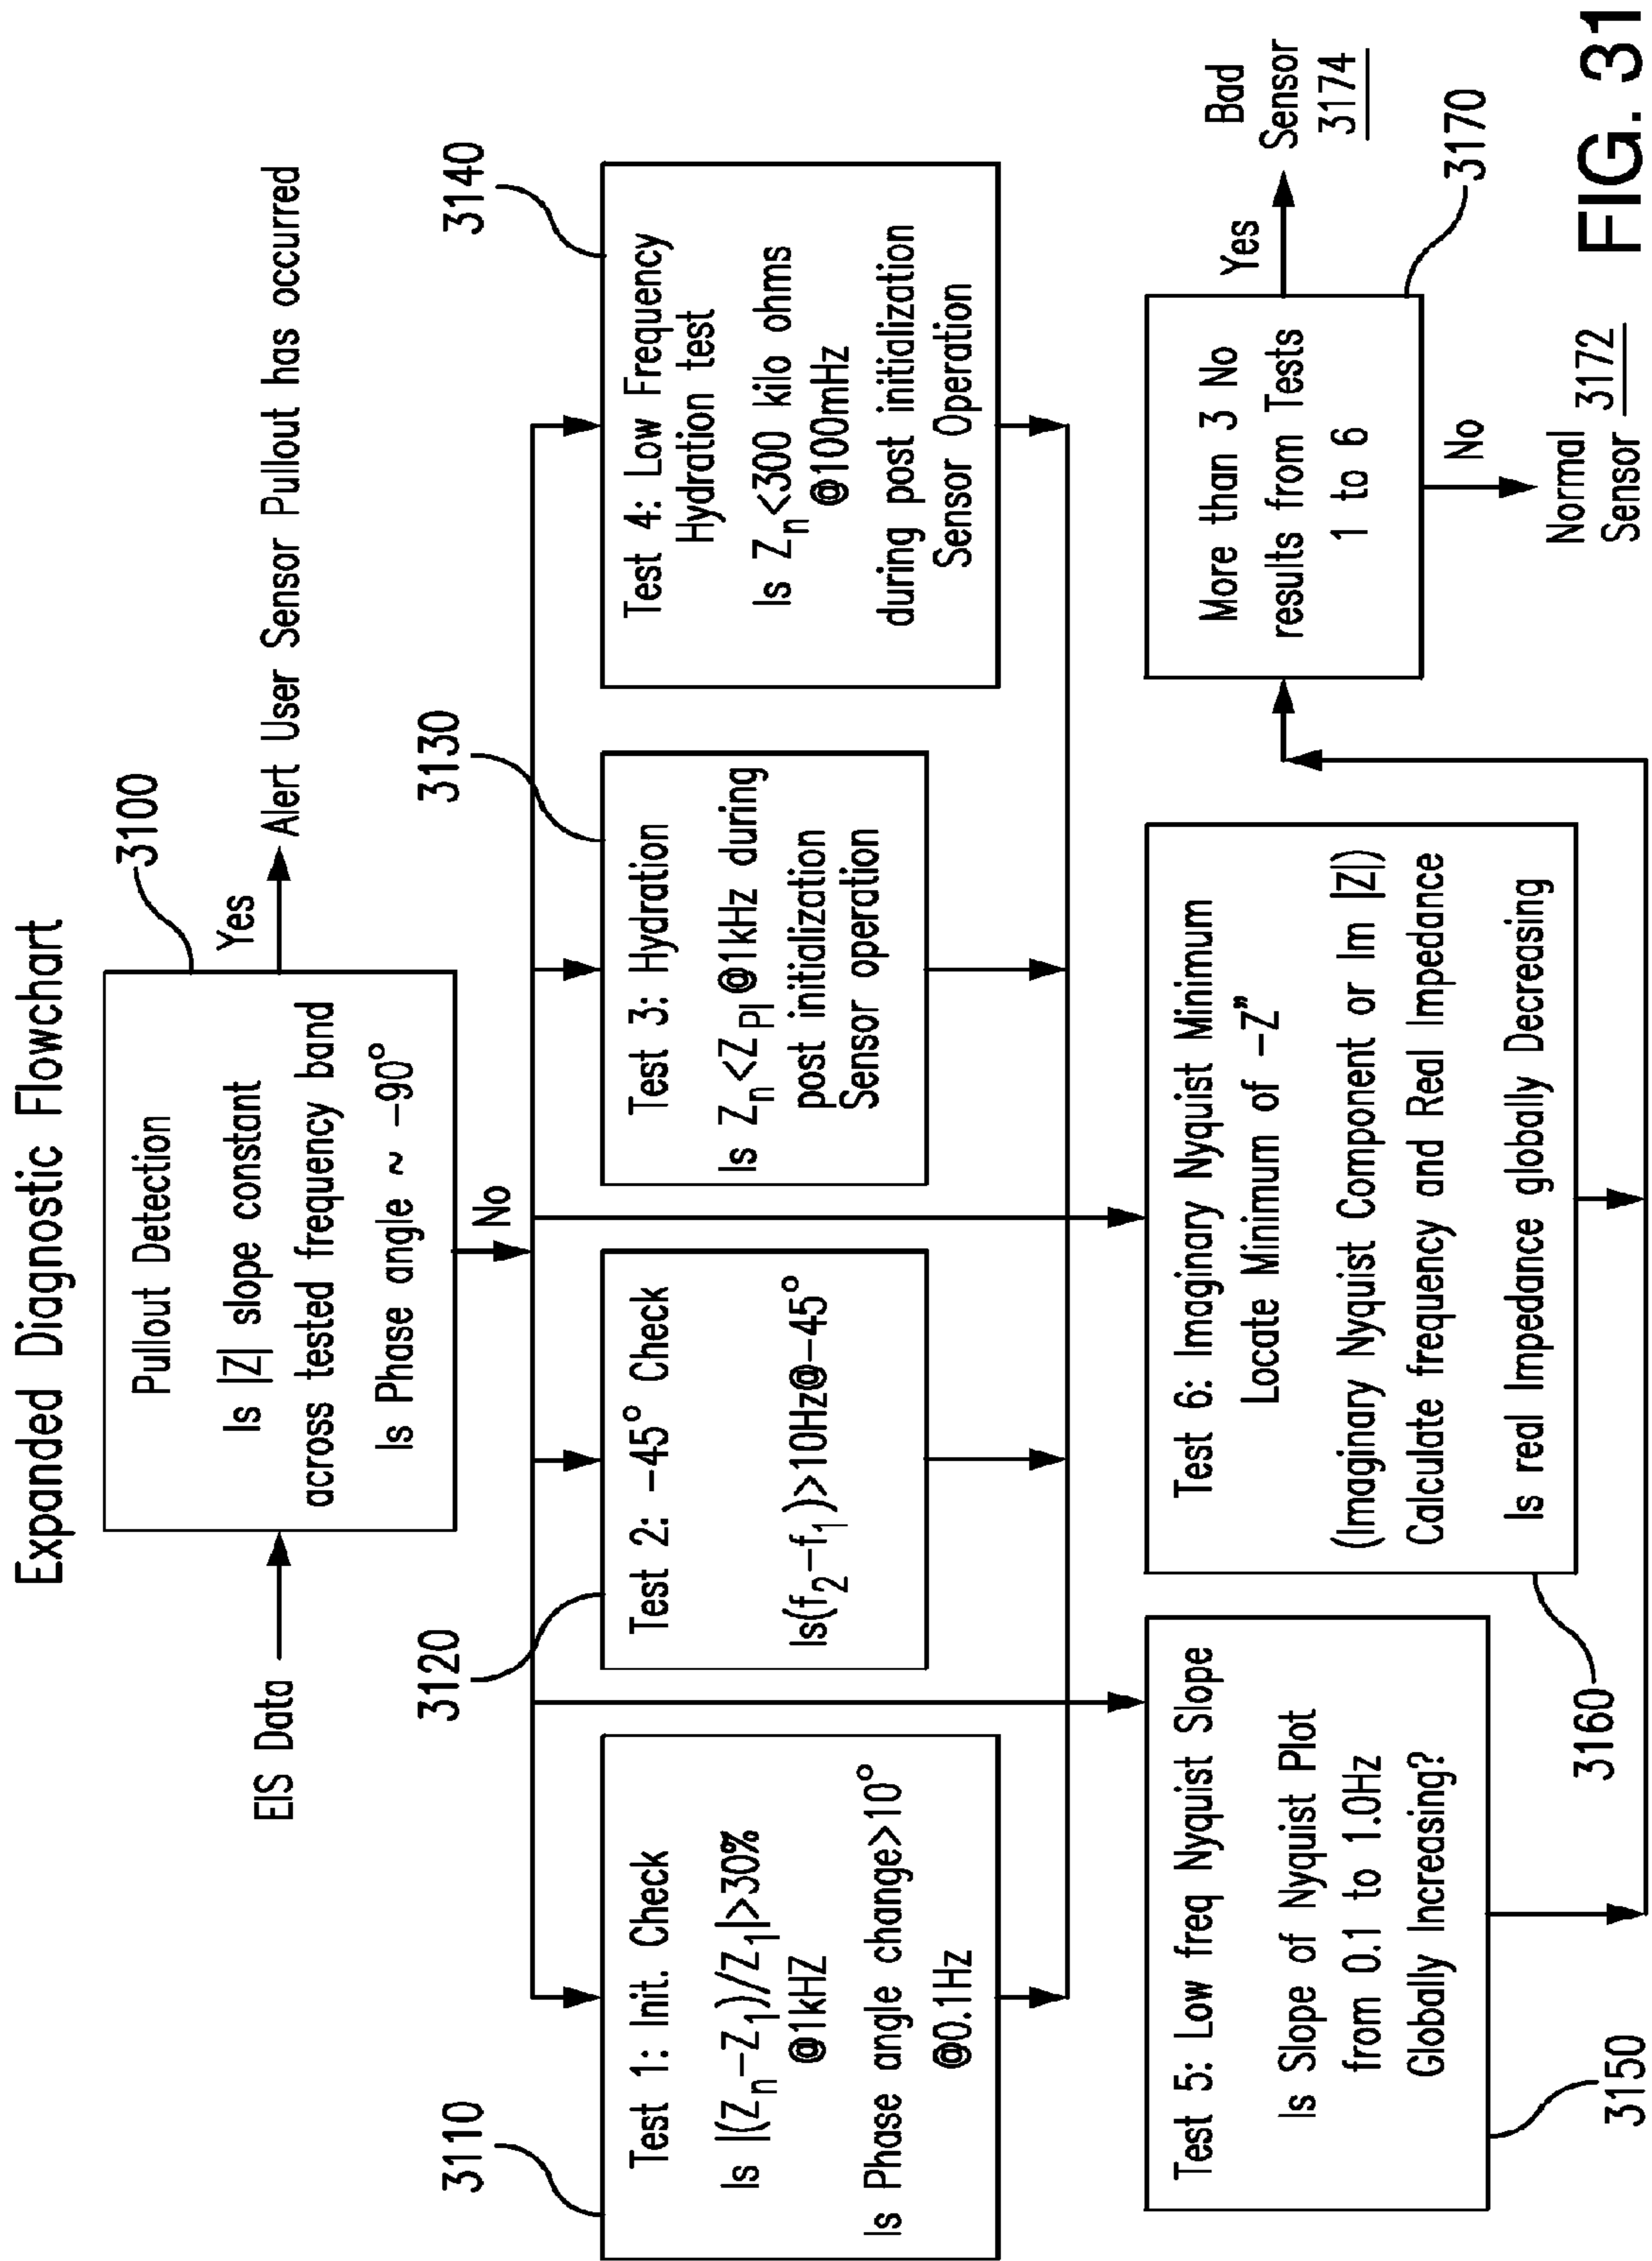 Expanded Diagnostic Flowchart
EIS Data
3100
Pullout Detection
Is |Z| slope constant
across tested frequency band
Is Phase angle ~ -90°
Yes
Alert User Sensor Pullout has occurred
No
3110
Test 1: Init. Check
Is |(Zn-Z1)/Z1|>30%
@1kHZ
Is Phase angle change>10°
@0.1Hz
3120
Test 2: -45° Check
Is(f2-f1)>10Hz@-45°
3130
Test 3: Hydration
Is Zn<ZPI @1kHz during
post initialization
Sensor operation
3140
Test 4: Low Frequency
Hydration test
Is Zn<300 kilo ohms
@100mHz
during post initialization
Sensor Operation
Test 5: Low freq Nyquist Slope
Is Slope of Nyquist Plot
from 0.1 to 1.0Hz
Globally Increasing?
3150
Test 6: Imaginary Nyquist Minimum
Locate Minimum of -Z"
(Imaginary Nyquist Component or Im |Z|)
Calculate frequency and Real Impedance
Is real Impedance globally Decreasing
3160
More than 3 No
results from Tests
1 to 6
3170
Yes
Bad
Sensor
3174
No
Normal
Sensor 3172
FIG. 31